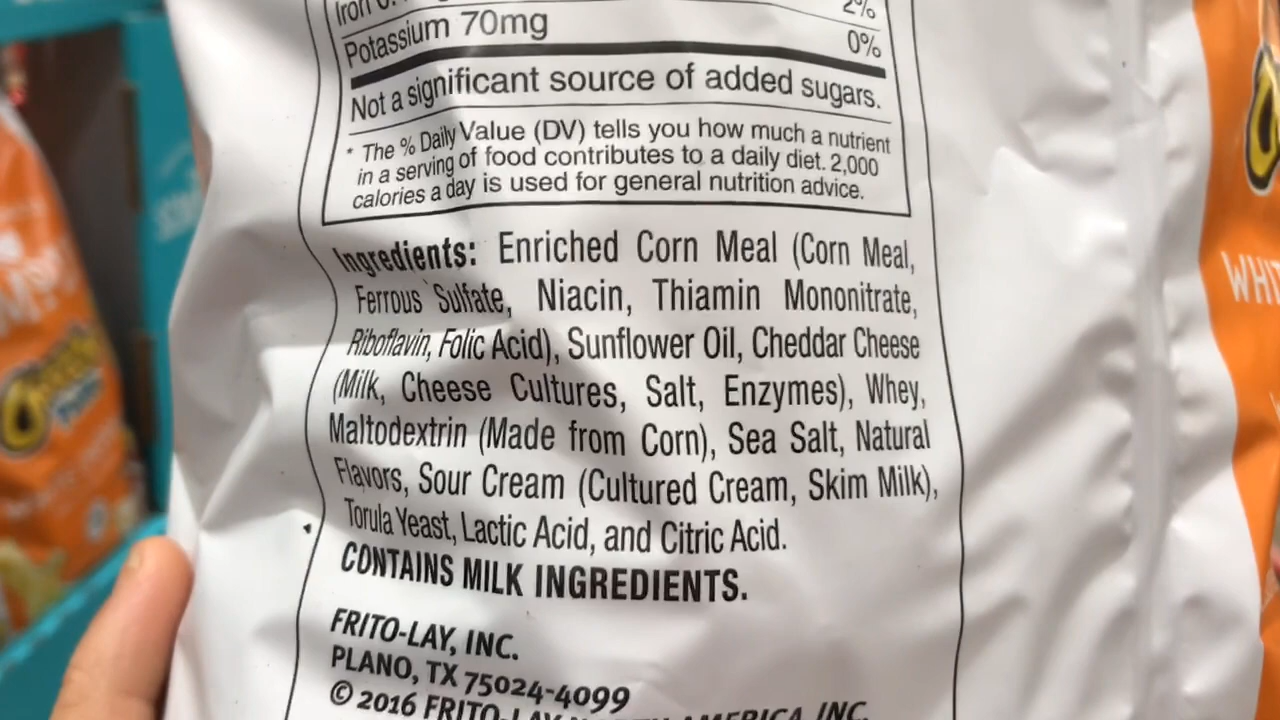 Iron
2%
Potassium 70mg 0%
Not a significant source of added sugars.
* The % Daily Value (DV) tells you how much a nutrient
in a serving of food contributes to a daily diet. 2,000
calories a day is used for general nutrition advice.
Ingredients: Enriched Corn Meal (Corn Meal,
Ferrous Sulfate, Niacin, Thiamin Mononitrate,
Riboflavin, Folic Acid), Sunflower Oil, Cheddar Cheese
(Milk, Cheese Cultures, Salt, Enzymes), Whey,
Maltodextrin (Made from Corn), Sea Salt, Natural
Flavors, Sour Cream (Cultured Cream, Skim Milk),
Torula Yeast, Lactic Acid, and Citric Acid.
CONTAINS MILK INGREDIENTS.
FRITO-LAY, INC.
PLANO, TX 75024-4099
© 2016 FRITO-LAY NORTH AMERICA, INC.
WHIT